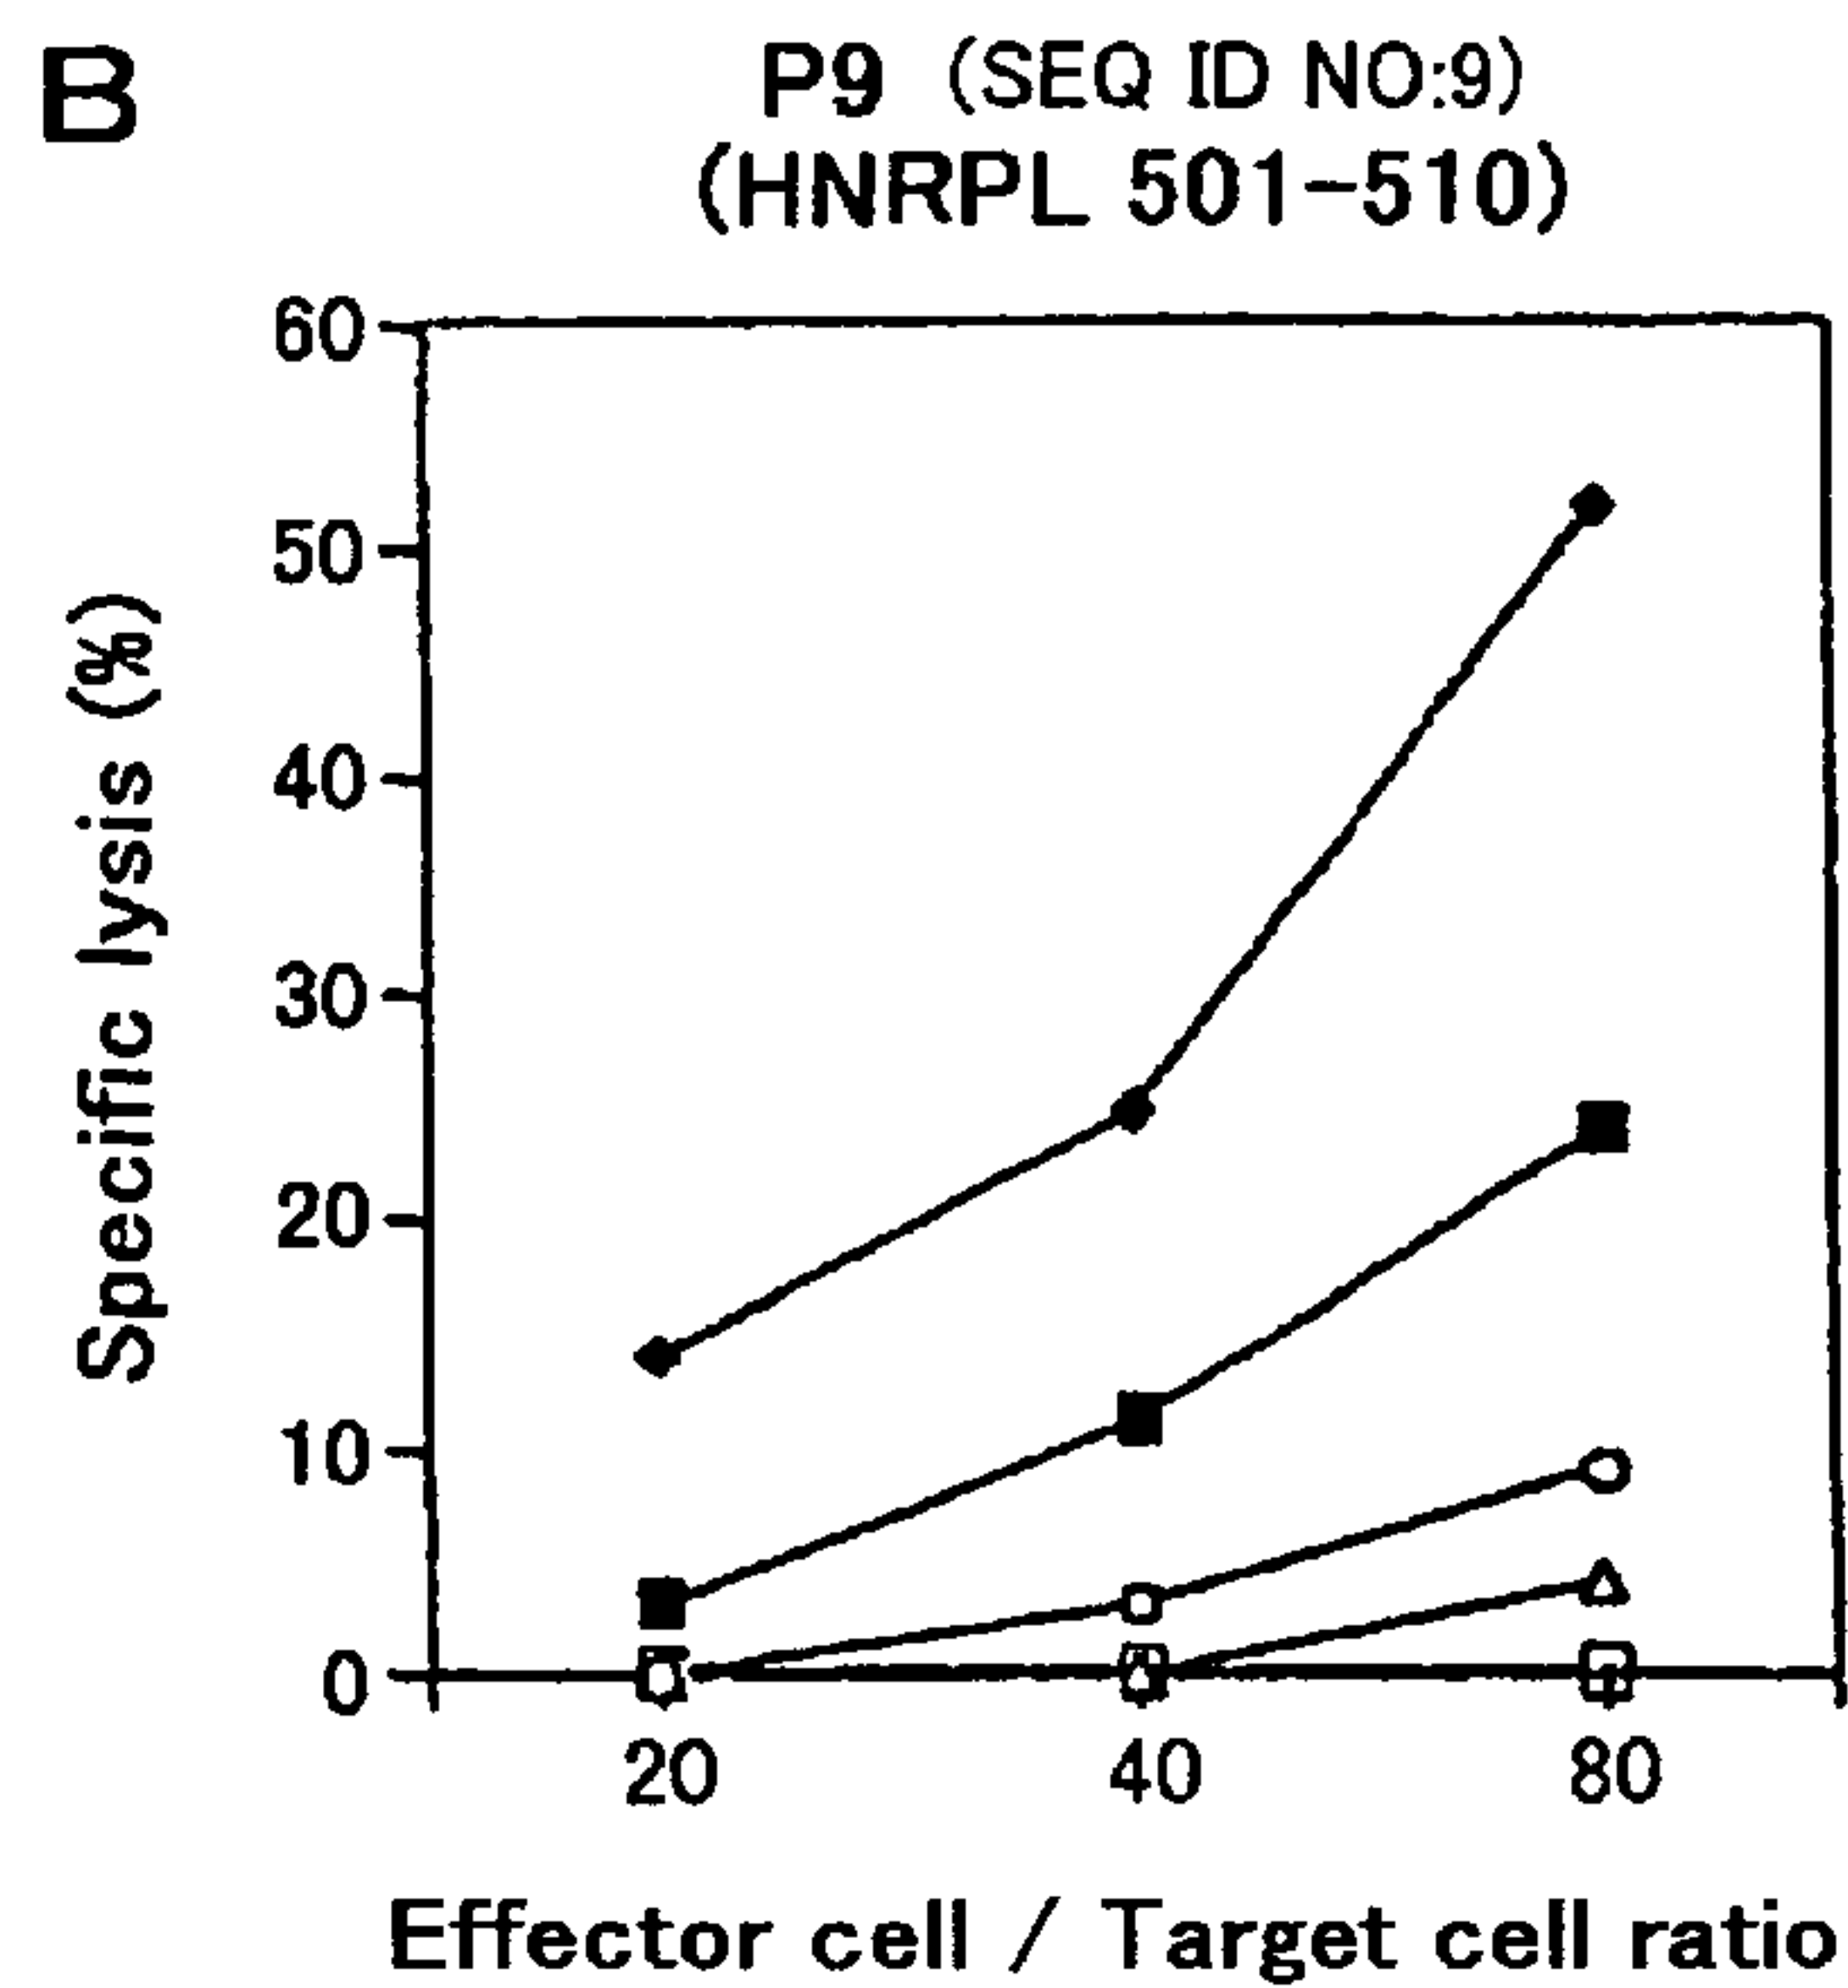 B
P9 (SEQ ID NO:9)
(HNRPL 501-510)
60
50
40
30
20
10
0
Specific lysis (%)
20 40 80
Effector cell / Target cell ratio